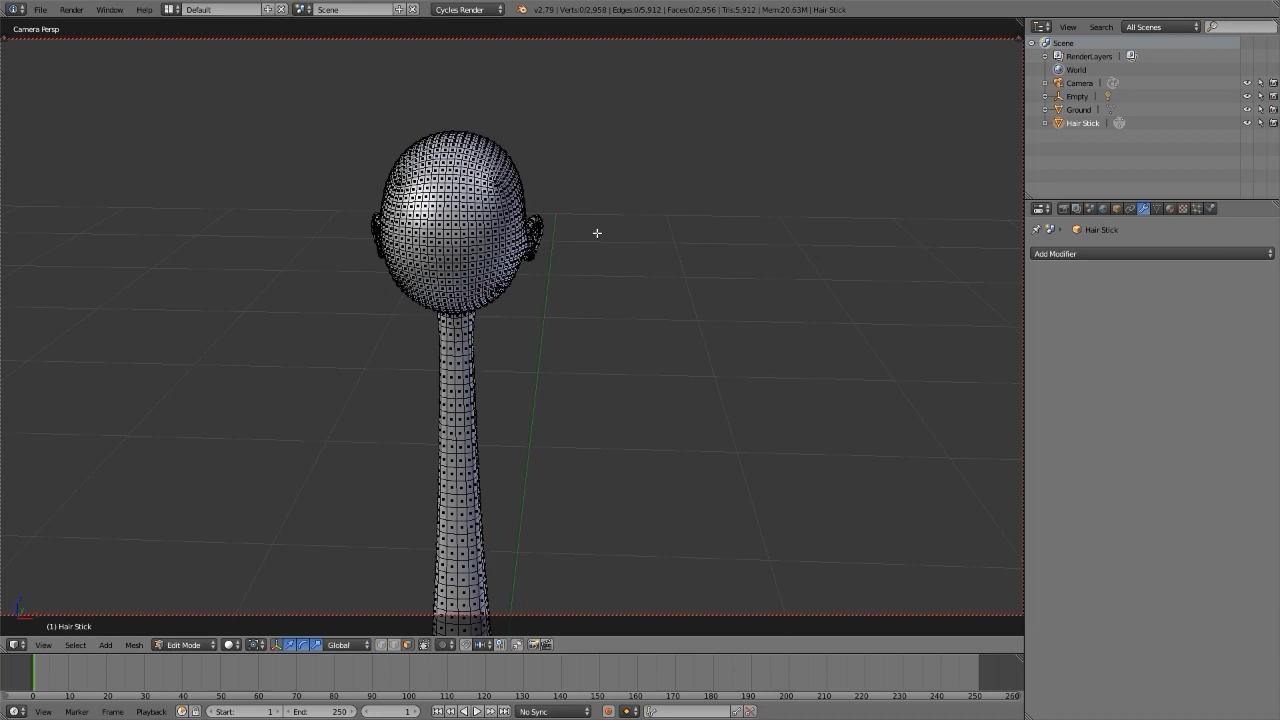 File Render Window Help Default Scene Cycles Render v2.79 | Verts:0/2,958 | Edges:0/5,912 | Faces:0/2,956 | Tris:5,912 | Mem:20.63M | Hair Stick
Camera Persp
View Search All Scenes
Scene
RenderLayers
World
Camera
Empty
Ground
Hair Stick
Hair Stick
Add Modifier
(1) Hair Stick
View Select Add Mesh Edit Mode Global
0 10 20 30 40 50 60 70 80 90 100 110 120 130 140 150 160 170 180 190 200 210 220 230 240 250 260
View Marker Frame Playback Start: 1 End: 250 1 No Sync